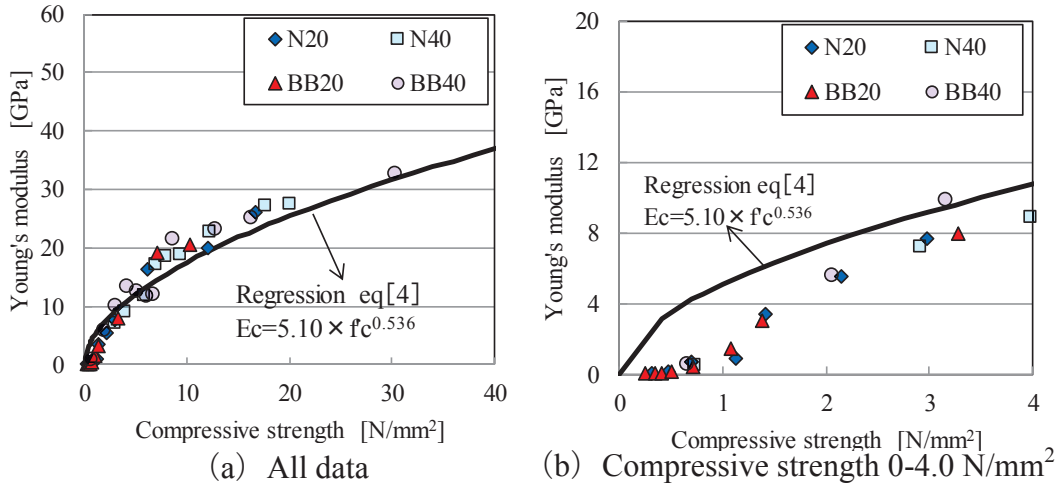 60
50
40
30
20
10
0
Young's modulus [GPa]
N20 N40
BB20 BB40
Regression eq[4]
Ec=5.10×f'c^0.536
0 10 20 30 40
Compressive strength [N/mm²]
(a) All data
20
16
12
8
4
0
Young's modulus [GPa]
N20 N40
BB20 BB40
Regression eq[4]
Ec=5.10×f'c^0.536
0 1 2 3 4
Compressive strength [N/mm²]
(b) Compressive strength 0-4.0 N/mm²